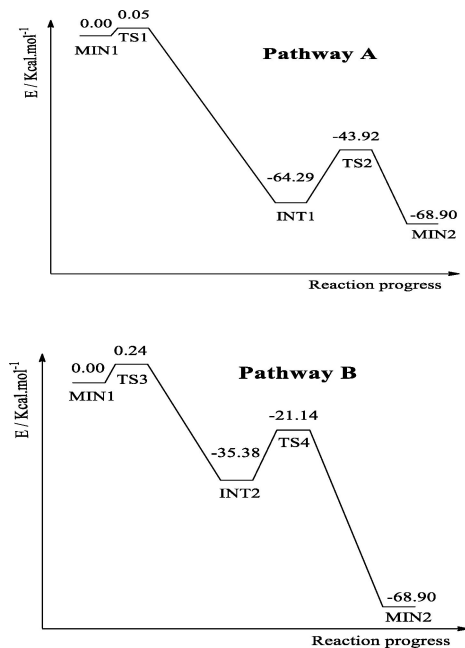 E / Kcal.mol-1
Pathway A
0.00
MIN1
0.05
TS1
-64.29
INT1
-43.92
TS2
-68.90
MIN2
Reaction progress
E / Kcal.mol-1
Pathway B
0.00
MIN1
0.24
TS3
-35.38
INT2
-21.14
TS4
-68.90
MIN2
Reaction progress